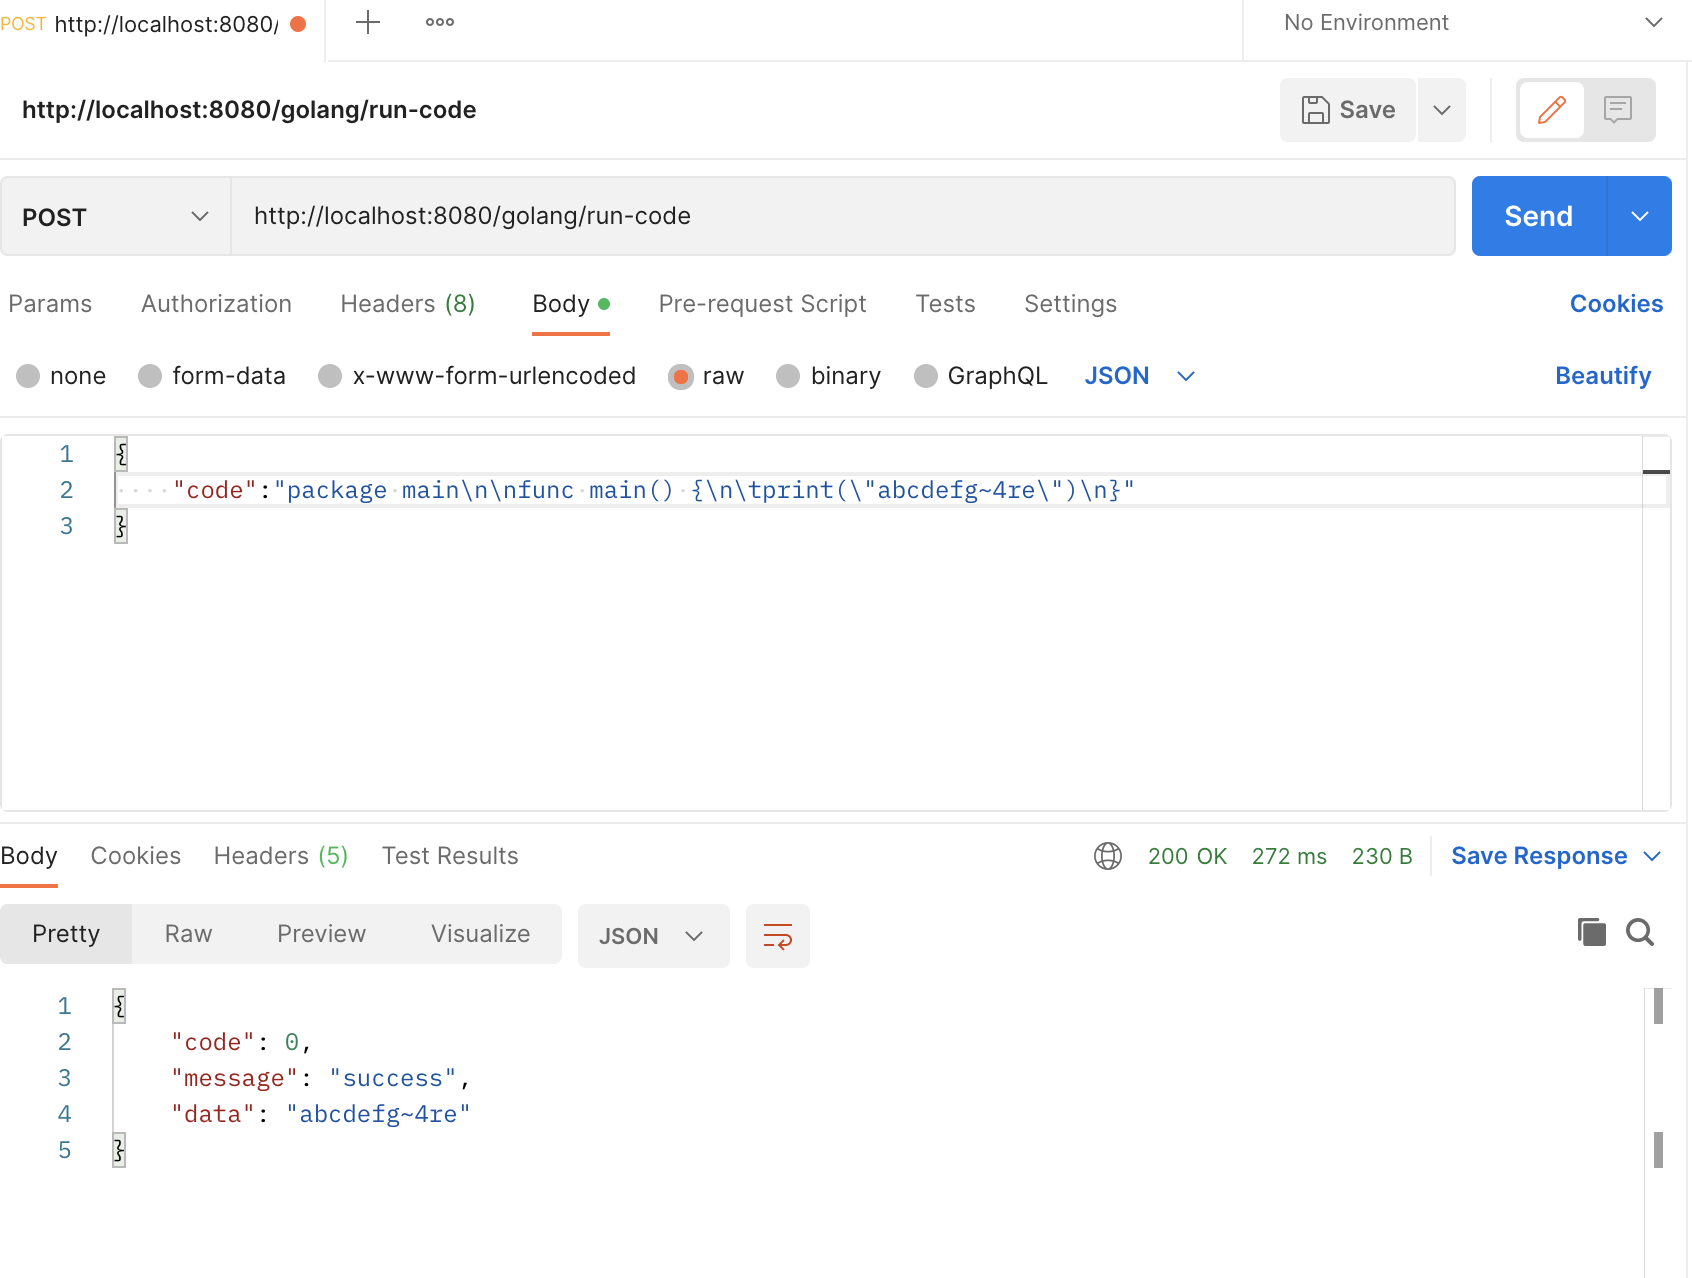 POST http://localhost:8080/
No Environment
http://localhost:8080/golang/run-code
Save
POST http://localhost:8080/golang/run-code Send
Params Authorization Headers (8) Body Pre-request Script Tests Settings Cookies
none form-data x-www-form-urlencoded raw binary GraphQL JSON Beautify
1 {
2 "code":"package main\n\nfunc main() {\n\tprint(\"abcdefg~4re\")\n}"
3 }
Body Cookies Headers (5) Test Results 200 OK 272 ms 230 B Save Response
Pretty Raw Preview Visualize JSON
1 {
2 "code": 0,
3 "message": "success",
4 "data": "abcdefg~4re"
5 }